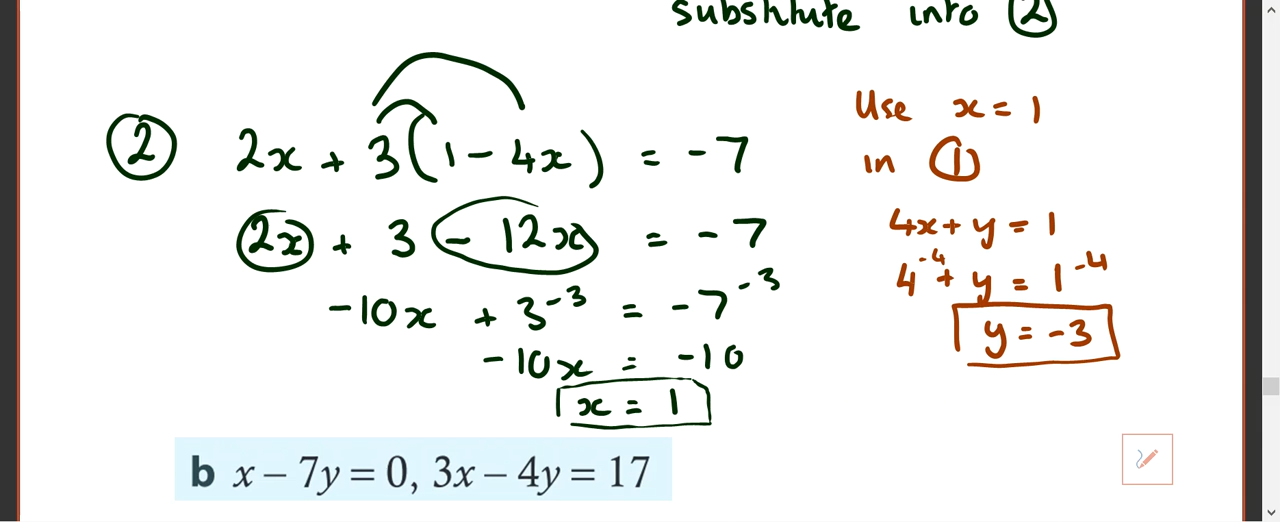 substitute into ②
② 2x + 3(1 - 4x) = -7
2x + 3 - 12x = -7
-10x + 3 -3 = -7 -3
-10x = -10
x = 1
Use x = 1
in ①
4x + y = 1
4 -4 + y = 1 -4
y = -3
b x – 7y = 0, 3x – 4y = 17